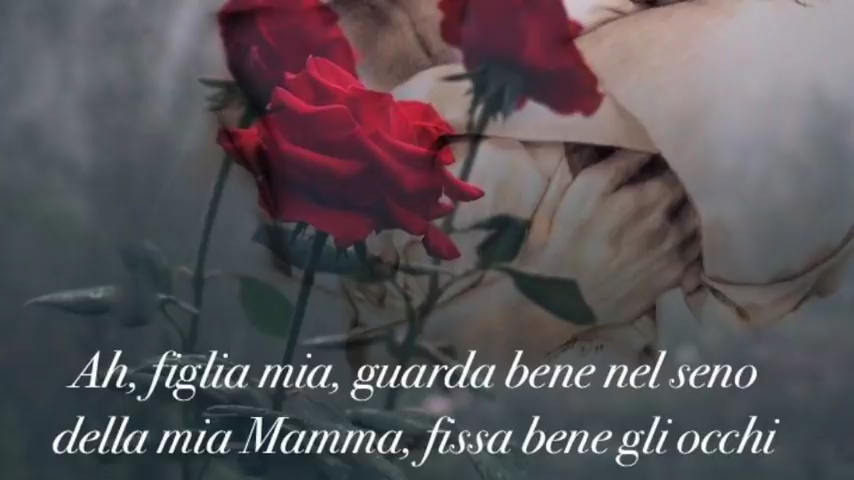 Ah, figlia mia, guarda bene nel seno
della mia Mamma, fissa bene gli occhi